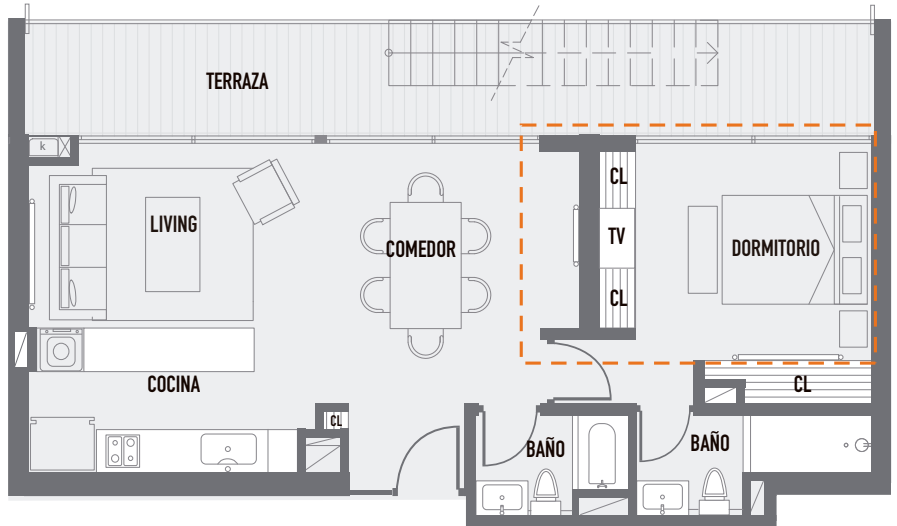 TERRAZA
k
CL
LIVING
TV
COMEDOR
DORMITORIO
CL
COCINA
CL
CL
BAÑO
BAÑO